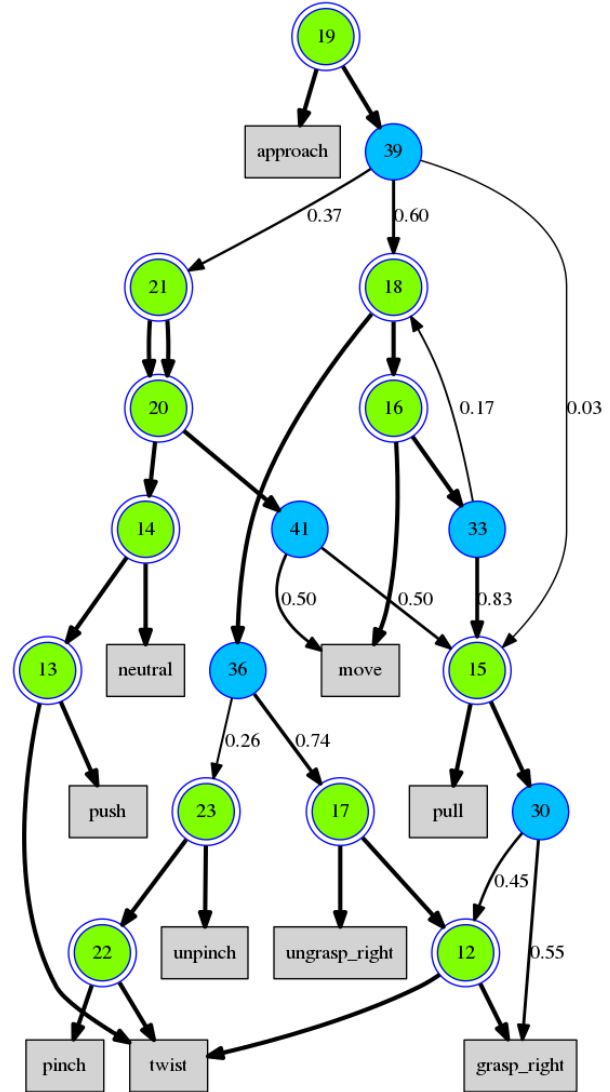 19
approach
39
0.37
0.60
21
18
20
16
0.17
0.03
14
41
33
0.50
0.50
0.83
13
neutral
36
move
15
0.26
0.74
push
23
17
pull
30
0.45
22
unpinch
ungrasp_right
12
0.55
pinch
twist
grasp_right